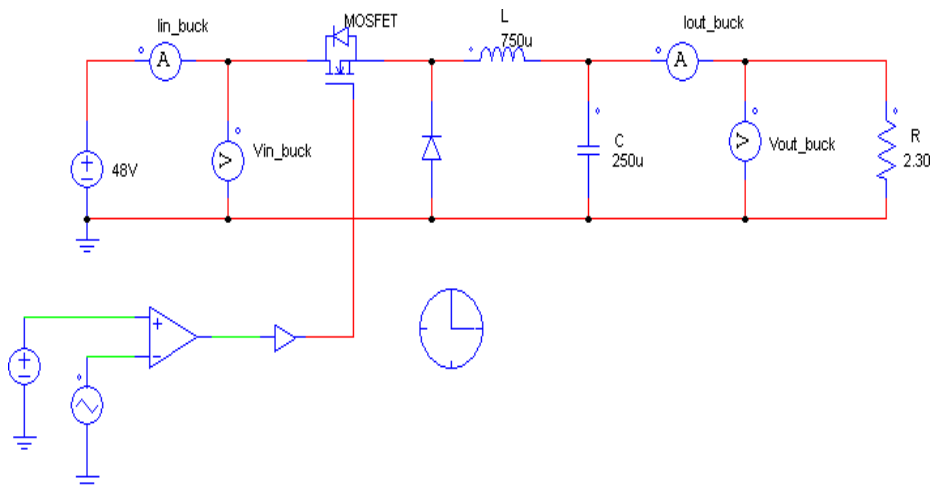 Iin_buck
MOSFET
L
750u
Iout_buck
A
A
48V
V
Vin_buck
C
250u
V
Vout_buck
R
2.30